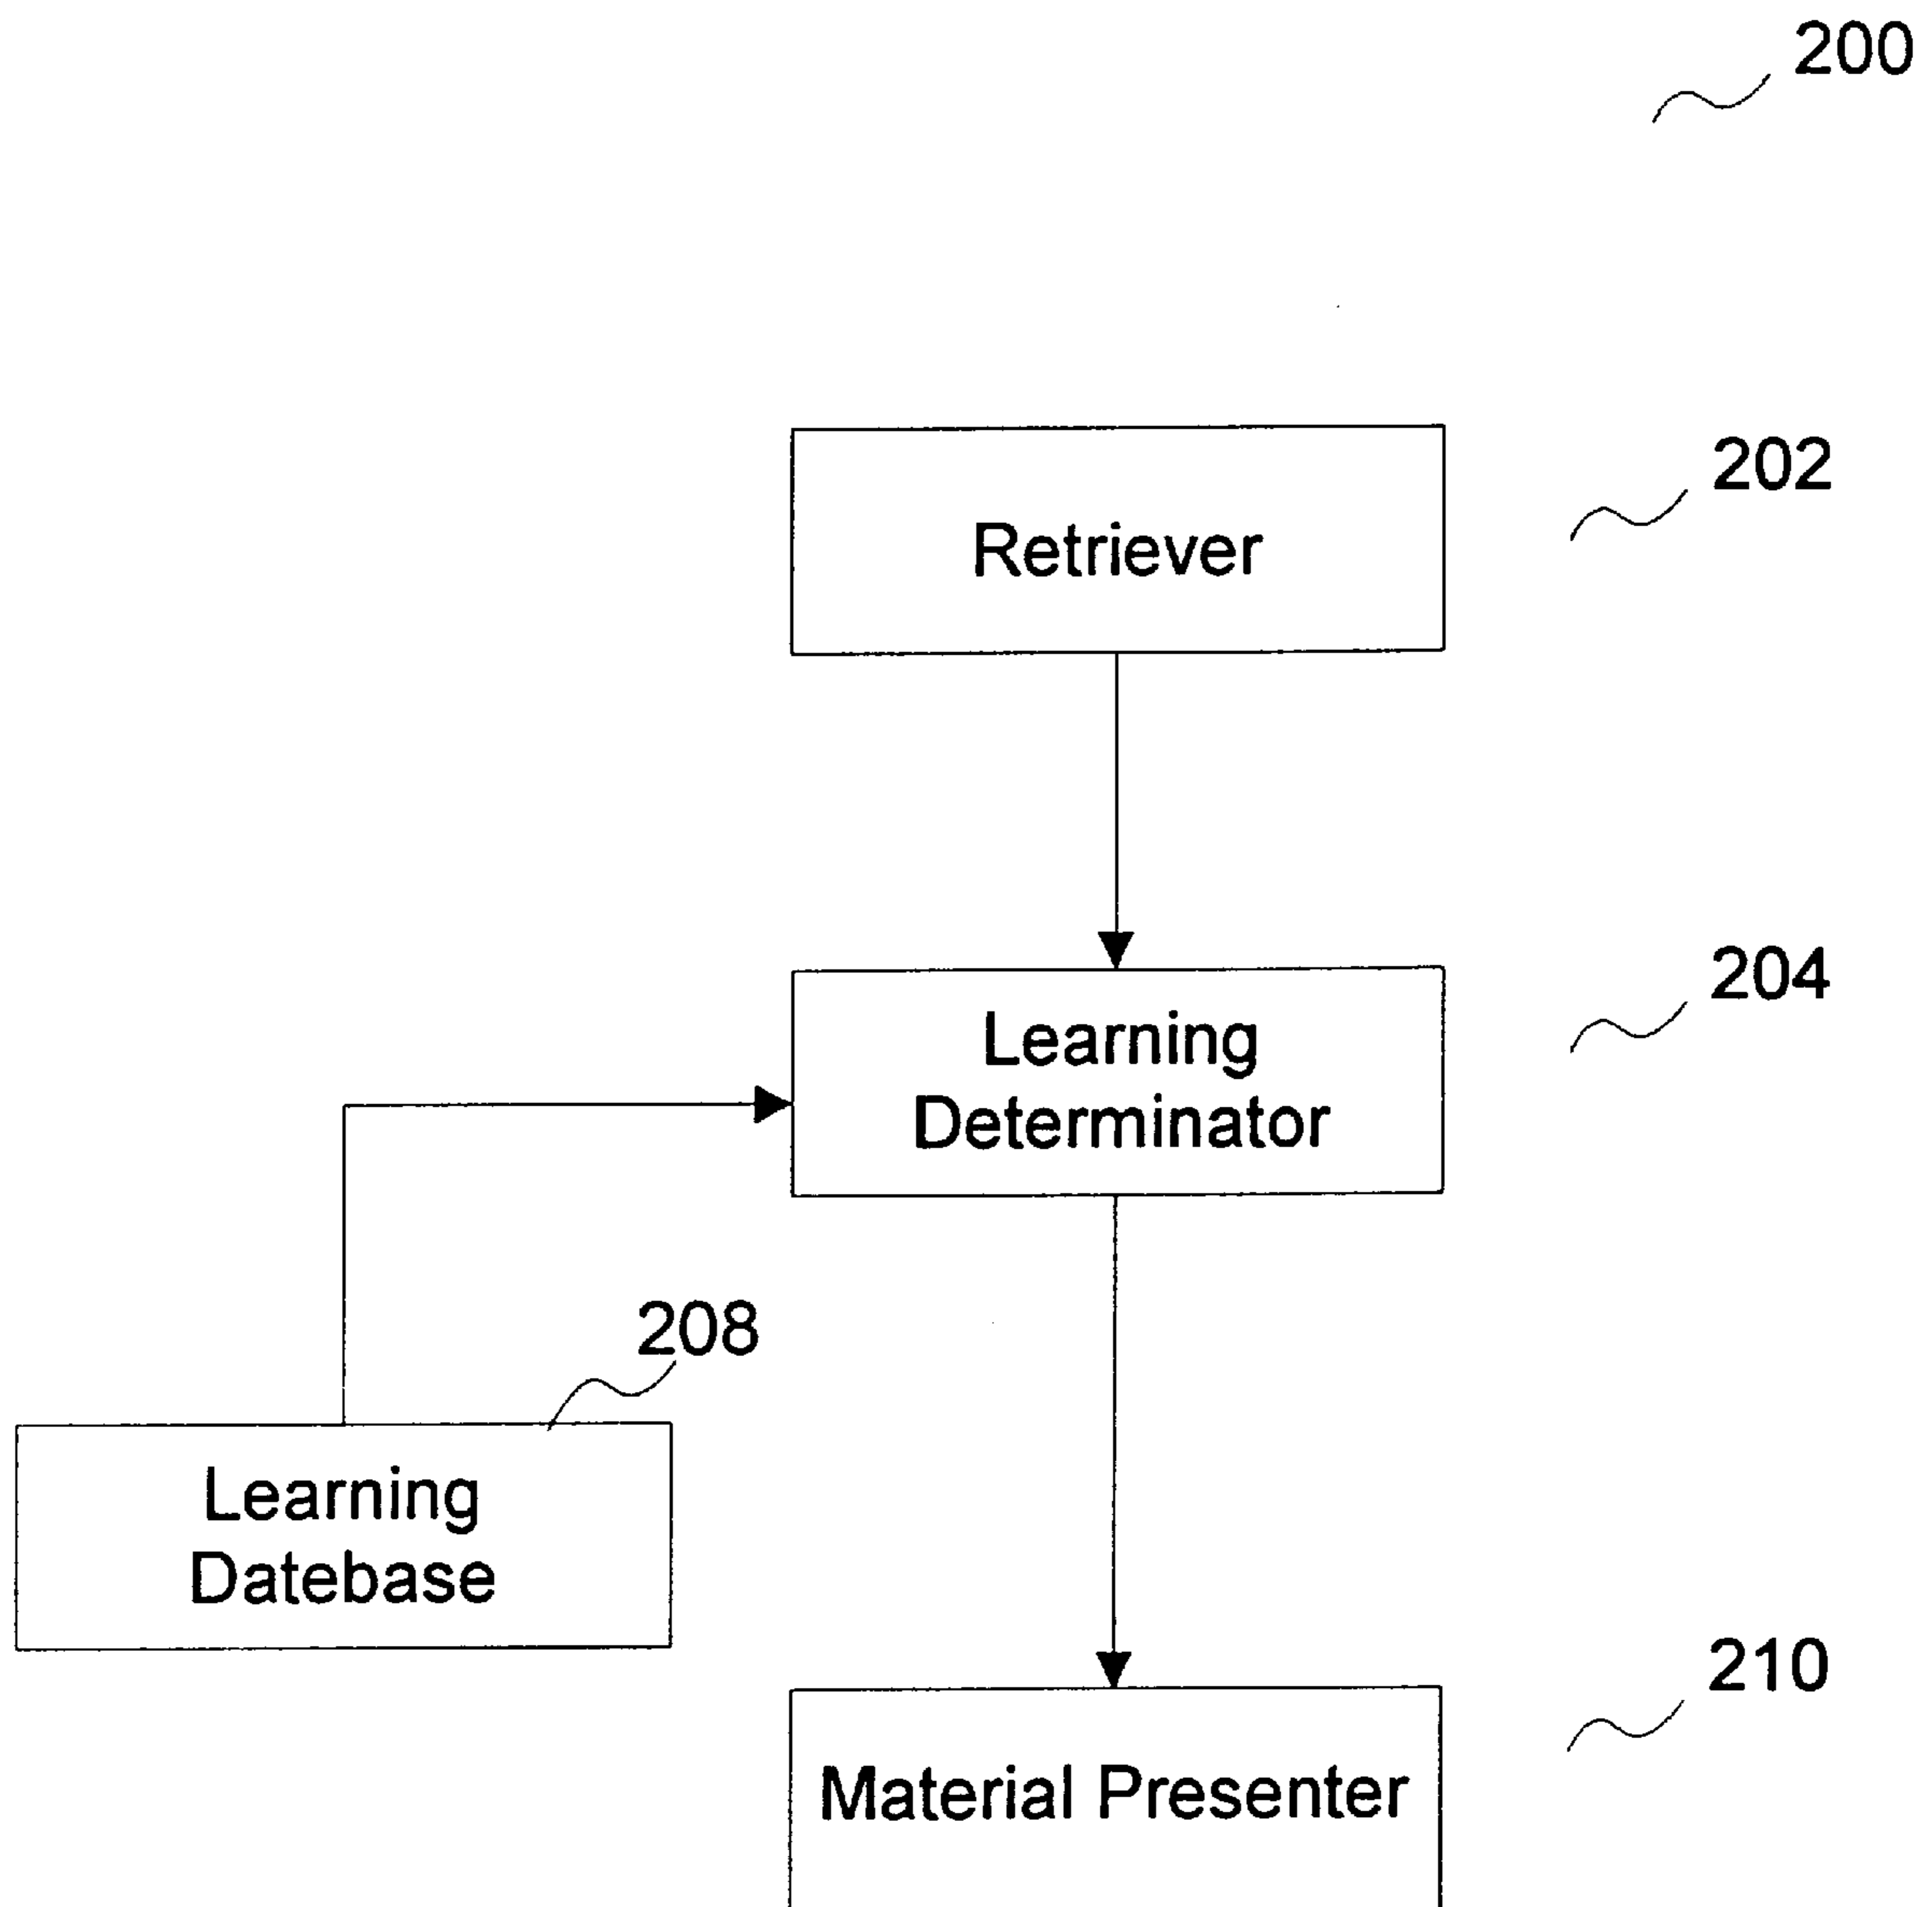 200
202
Retriever
204
Learning
Determinator
208
Learning
Datebase
210
Material Presenter